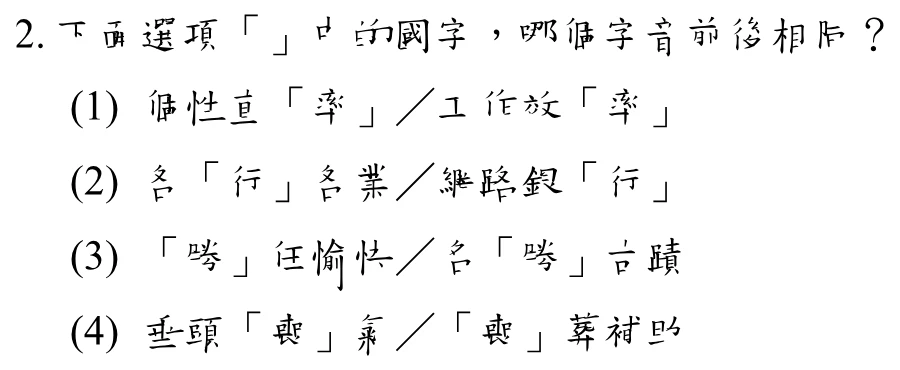 2. 下面選項「」中的國字，哪個字音前後相同？
(1) 個性直「率」／工作放「率」
(2) 各「行」各業／網路銀「行」
(3) 「勝」任愉快／名「勝」古蹟
(4) 垂頭「喪」氣／「喪」葬補助